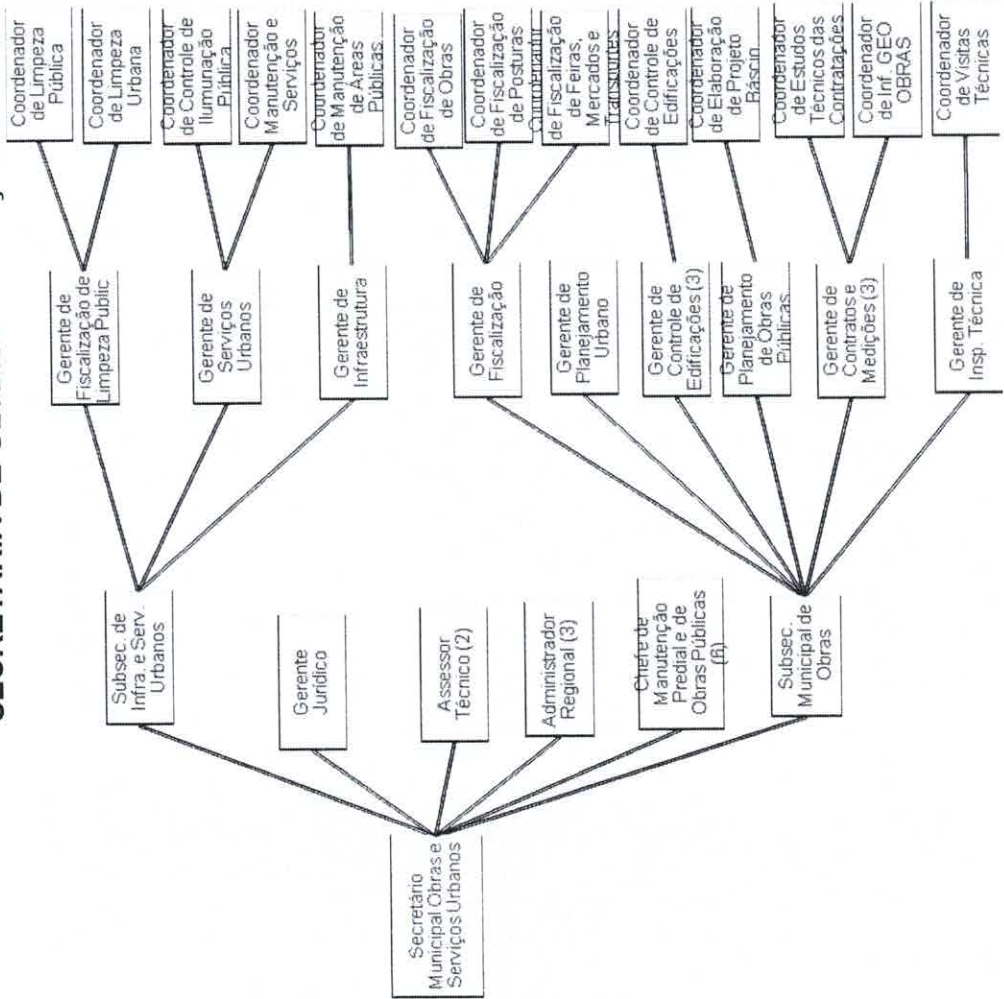 Secretário
Municipal Obras e
Serviços Urbanos
Subsec. de
Infra. e Serv.
Urbanos
Gerente
Jurídico
Assessor
Técnico (2)
Administrador
Regional (3)
Chefe de
Manutenção
Predial e de
Obras Públicas
(6)
Subsec.
Municipal de
Obras
Gerente de
Fiscalização de
Limpeza Public
Gerente de
Serviços
Urbanos
Gerente de
Infraestrutura
Gerente de
Fiscalização
Gerente de
Planejamento
Urbano
Gerente de
Controle de
Edificações (3)
Gerente de
Planejamento
de Obras
Públicas
Gerente de
Contratos e
Medições (3)
Gerente de
Insp. Técnica
Coordenador
de Limpeza
Pública
Coordenador
de Limpeza
Urbana
Coordenador
de Controle de
Ilumunação
Pública
Coordenador
Manutenção e
Serviços
Coordenador
de Manutenção
de Areas
Públicas
Coordenador
de Fiscalização
de Obras
Coordenador
de Fiscalização
de Posturas
Coordenador
de Fiscalização
de Feiras,
Mercados e
Transportes
Coordenador
de Controle de
Edificações
Coordenador
de Elaboração
de Projeto
Báscin
Coordenador
de Estudos
Técnicos das
Contratações
Coordenador
de Inf. GEO
OBRAS
Coordenador
de Visitas
Técnicas